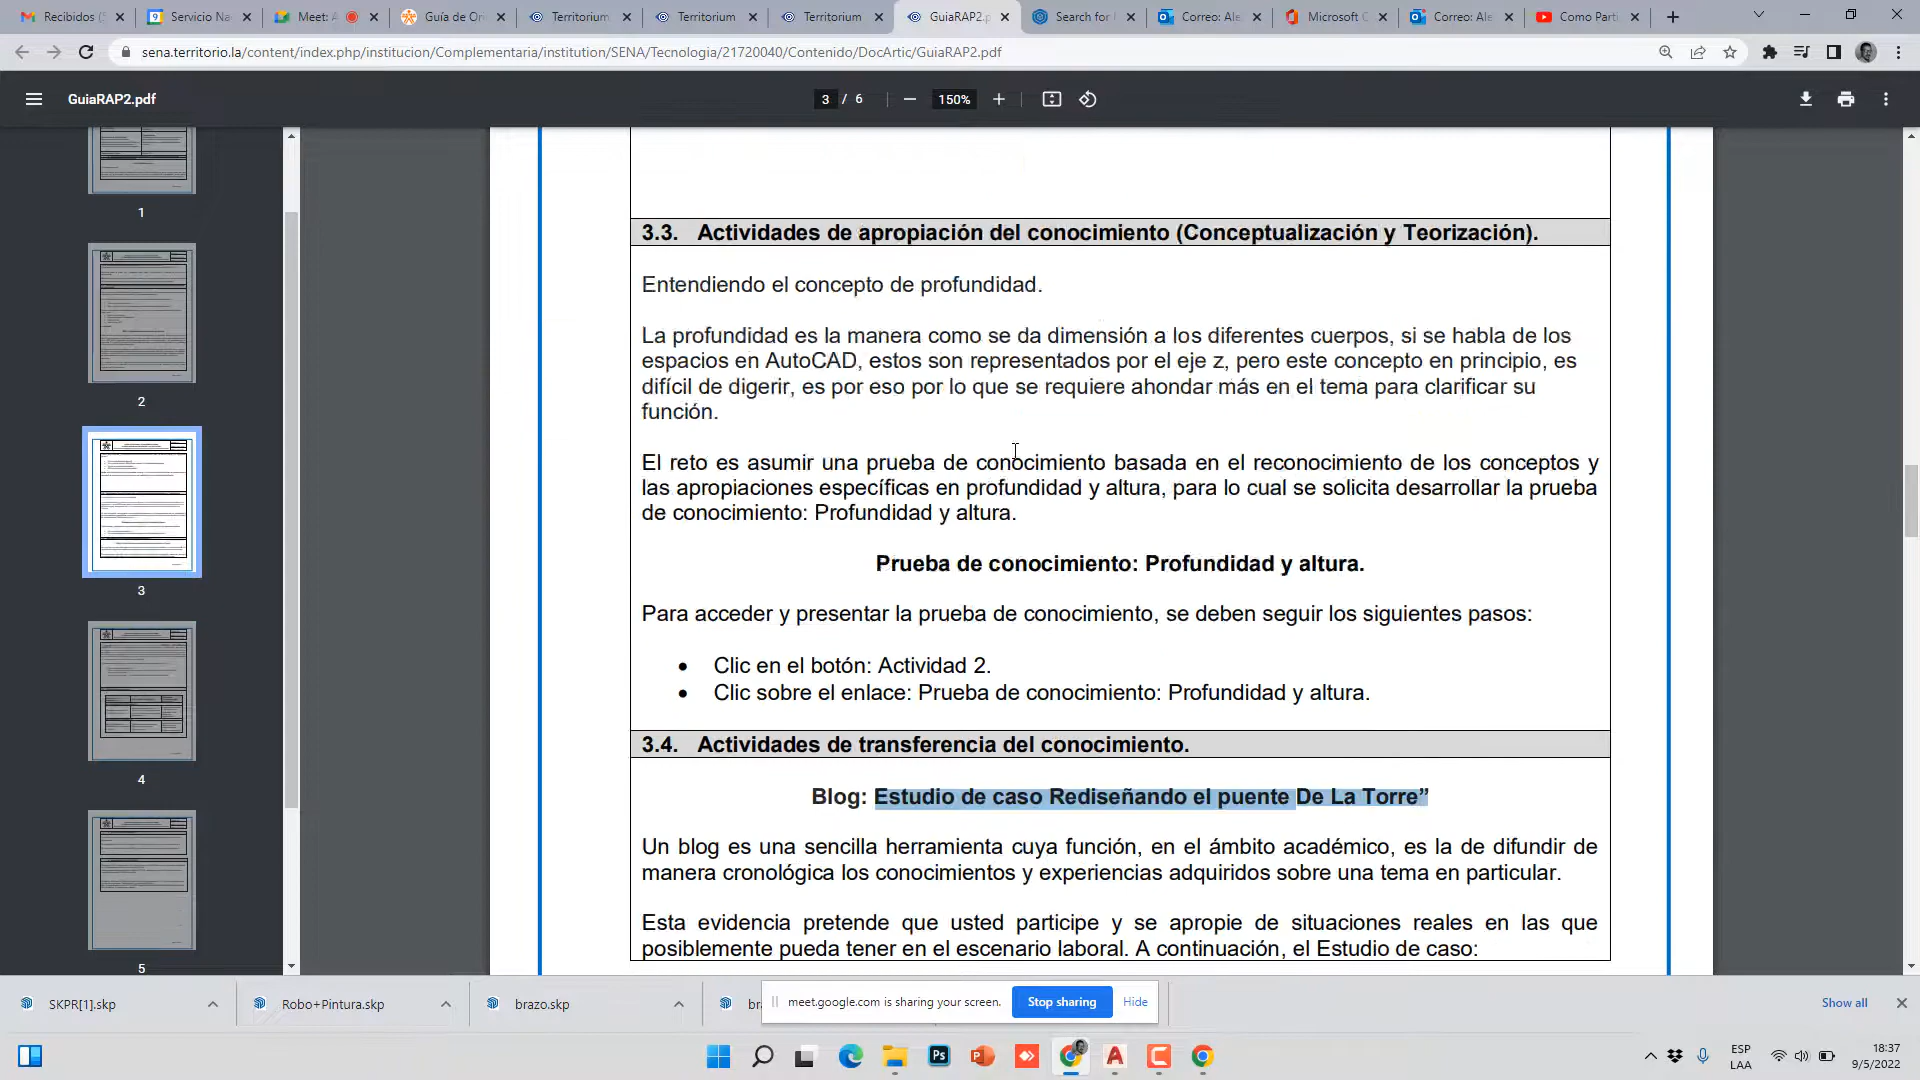 Recibidos (
Servicio Na
Meet: A
Guía de Or
Territorium
Territorium
Territorium
GuiaRAP2.p
Search for
Correo: Ale
Microsoft O
Correo: Ale
Como Parti
sena.territorio.la/content/index.php/institucion/Complementaria/institution/SENA/Tecnologia/21720040/Contenido/DocArtic/GuiaRAP2.pdf
GuiaRAP2.pdf
3 / 6
150%
1
2
3
4
5
3.3. Actividades de apropiación del conocimiento (Conceptualización y Teorización).
Entendiendo el concepto de profundidad.
La profundidad es la manera como se da dimensión a los diferentes cuerpos, si se habla de los
espacios en AutoCAD, estos son representados por el eje z, pero este concepto en principio, es
difícil de digerir, es por eso por lo que se requiere ahondar más en el tema para clarificar su
función.
El reto es asumir una prueba de conocimiento basada en el reconocimiento de los conceptos y
las apropiaciones específicas en profundidad y altura, para lo cual se solicita desarrollar la prueba
de conocimiento: Profundidad y altura.
Prueba de conocimiento: Profundidad y altura.
Para acceder y presentar la prueba de conocimiento, se deben seguir los siguientes pasos:
• Clic en el botón: Actividad 2.
• Clic sobre el enlace: Prueba de conocimiento: Profundidad y altura.
3.4. Actividades de transferencia del conocimiento.
Blog: Estudio de caso Rediseñando el puente De La Torre”
Un blog es una sencilla herramienta cuya función, en el ámbito académico, es la de difundir de
manera cronológica los conocimientos y experiencias adquiridos sobre una tema en particular.
Esta evidencia pretende que usted participe y se apropie de situaciones reales en las que
posiblemente pueda tener en el escenario laboral. A continuación, el Estudio de caso:
SKPR[1].skp
Robo+Pintura.skp
brazo.skp
meet.google.com is sharing your screen.
Stop sharing
Hide
Show all
ESP
LAA
18:37
9/5/2022